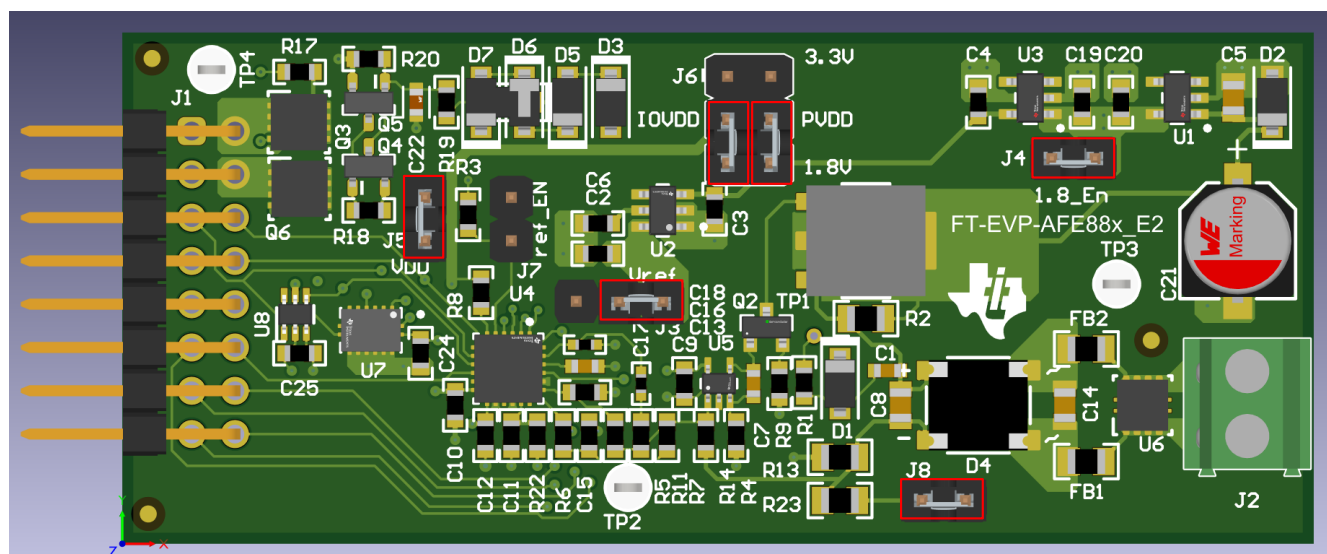 TP4
R17
R20
D7
D6
D5
D3
J6
3.3V
C4
U3
C19
C20
C5
D2
J1
Q3
Q5
Q4
C22
R19
IOVDD
PVDD
U1
J4
1.8V
R3
ref_EN
C6
C2
C3
1.8_En
Q6
R18
J5
VDD
U2
FT-EVP-AFE88x_E2
TP3
WE
Marking
C21
J7
U4
R8
Vref
C18
C16
C13
J3
Q2
TP1
R2
FB2
U8
C25
U7
C24
C17
C9
U5
C1
+
+
C8
-
~
~
C14
C10
C12
C11
R22
R6
C15
R5
R11
R7
R14
R4
C7
R9
R1
D1
R13
R23
J8
D4
FB1
U6
J2
TP2
Y
Z
X